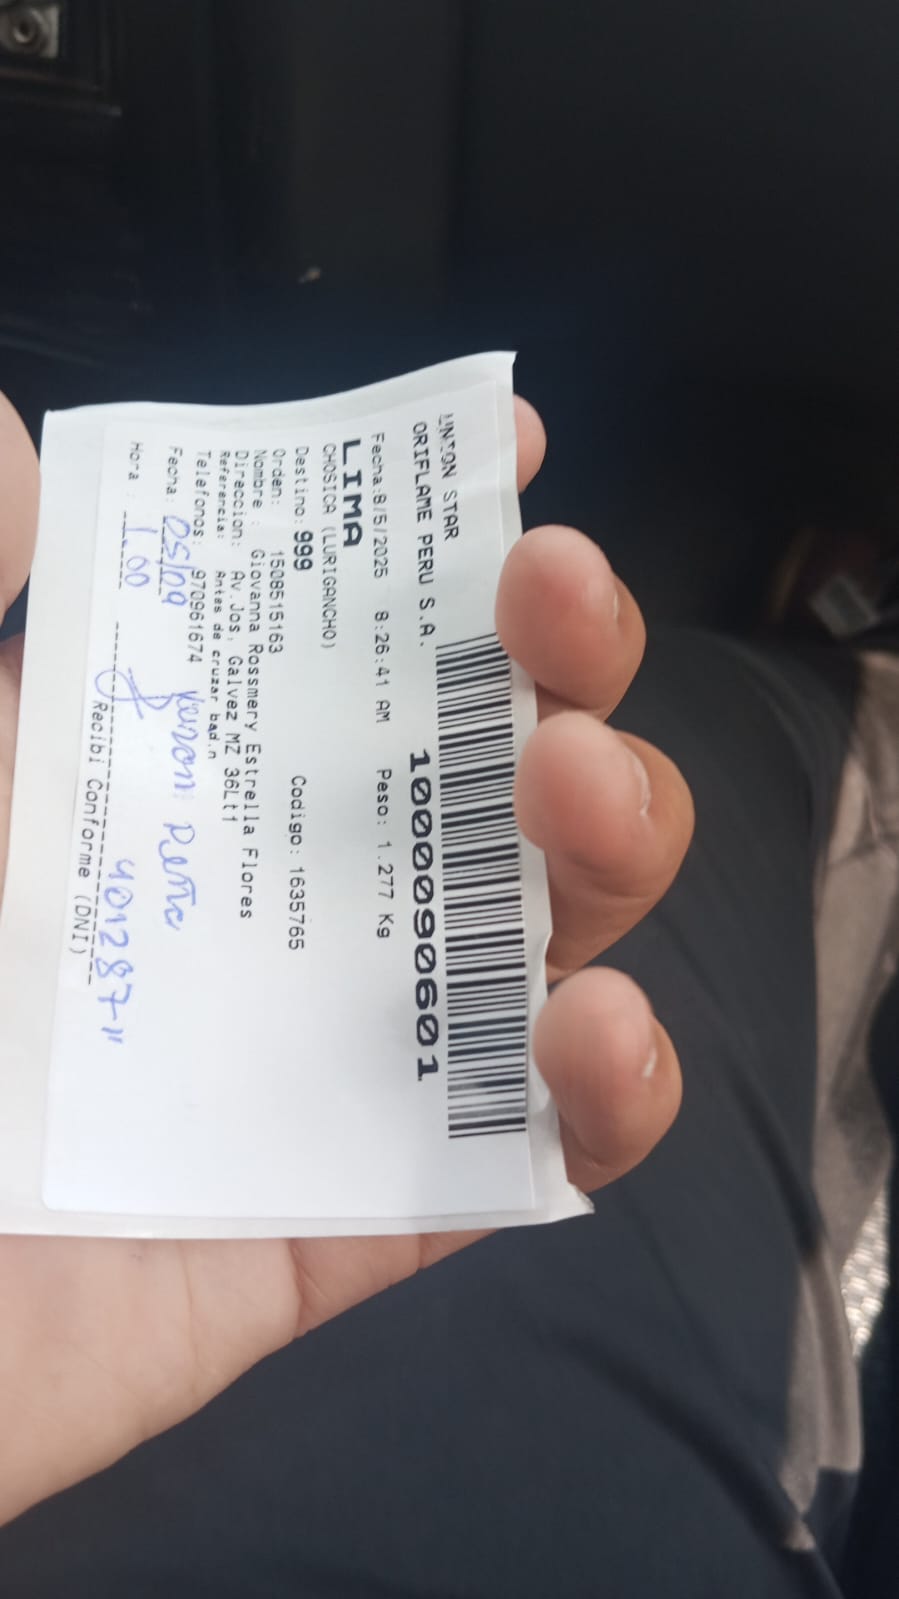 UNION STAR
ORIFLAME PERU S.A.
10000906601
Fecha:8/5/2025 8:26:41 AM Peso: 1.277 Kg
LIMA
CHOSICA (LURIGANCHO)
Destino: 999 Codigo: 1635765
Orden: 1508515163
Nombre : Giovanna Rossmery Estrella Flores
Direccion: Av.Jos, Galvez MZ 36Lt1
Referencia: Antes de cruzar bad,n
Telefonos: 970961674
Fecha: 05/09
Hora : 1.00
Recibi Conforme (DNI)